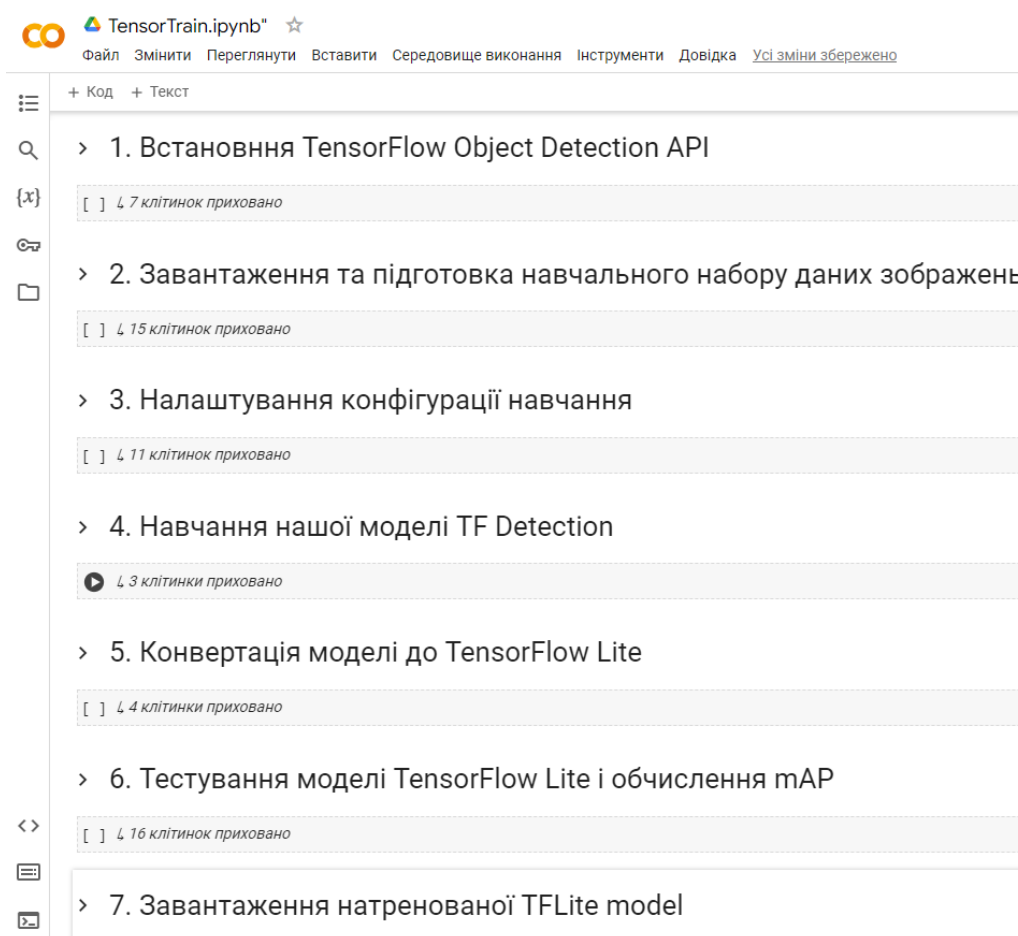 TensorTrain.ipynb"
Файл Змінити Переглянути Вставити Середовище виконання Інструменти Довідка Усі зміни збережено
+ Код + Текст
1. Встановння TensorFlow Object Detection API
[ ] ↳ 7 клітинок приховано
{x}
2. Завантаження та підготовка навчального набору даних зображень
[ ] ↳ 15 клітинок приховано
3. Налаштування конфігурації навчання
[ ] ↳ 11 клітинок приховано
4. Навчання нашої моделі TF Detection
↳ 3 клітинки приховано
5. Конвертація моделі до TensorFlow Lite
[ ] ↳ 4 клітинки приховано
6. Тестування моделі TensorFlow Lite і обчислення mAP
[ ] ↳ 16 клітинок приховано
7. Завантаження натренованої TFLite model